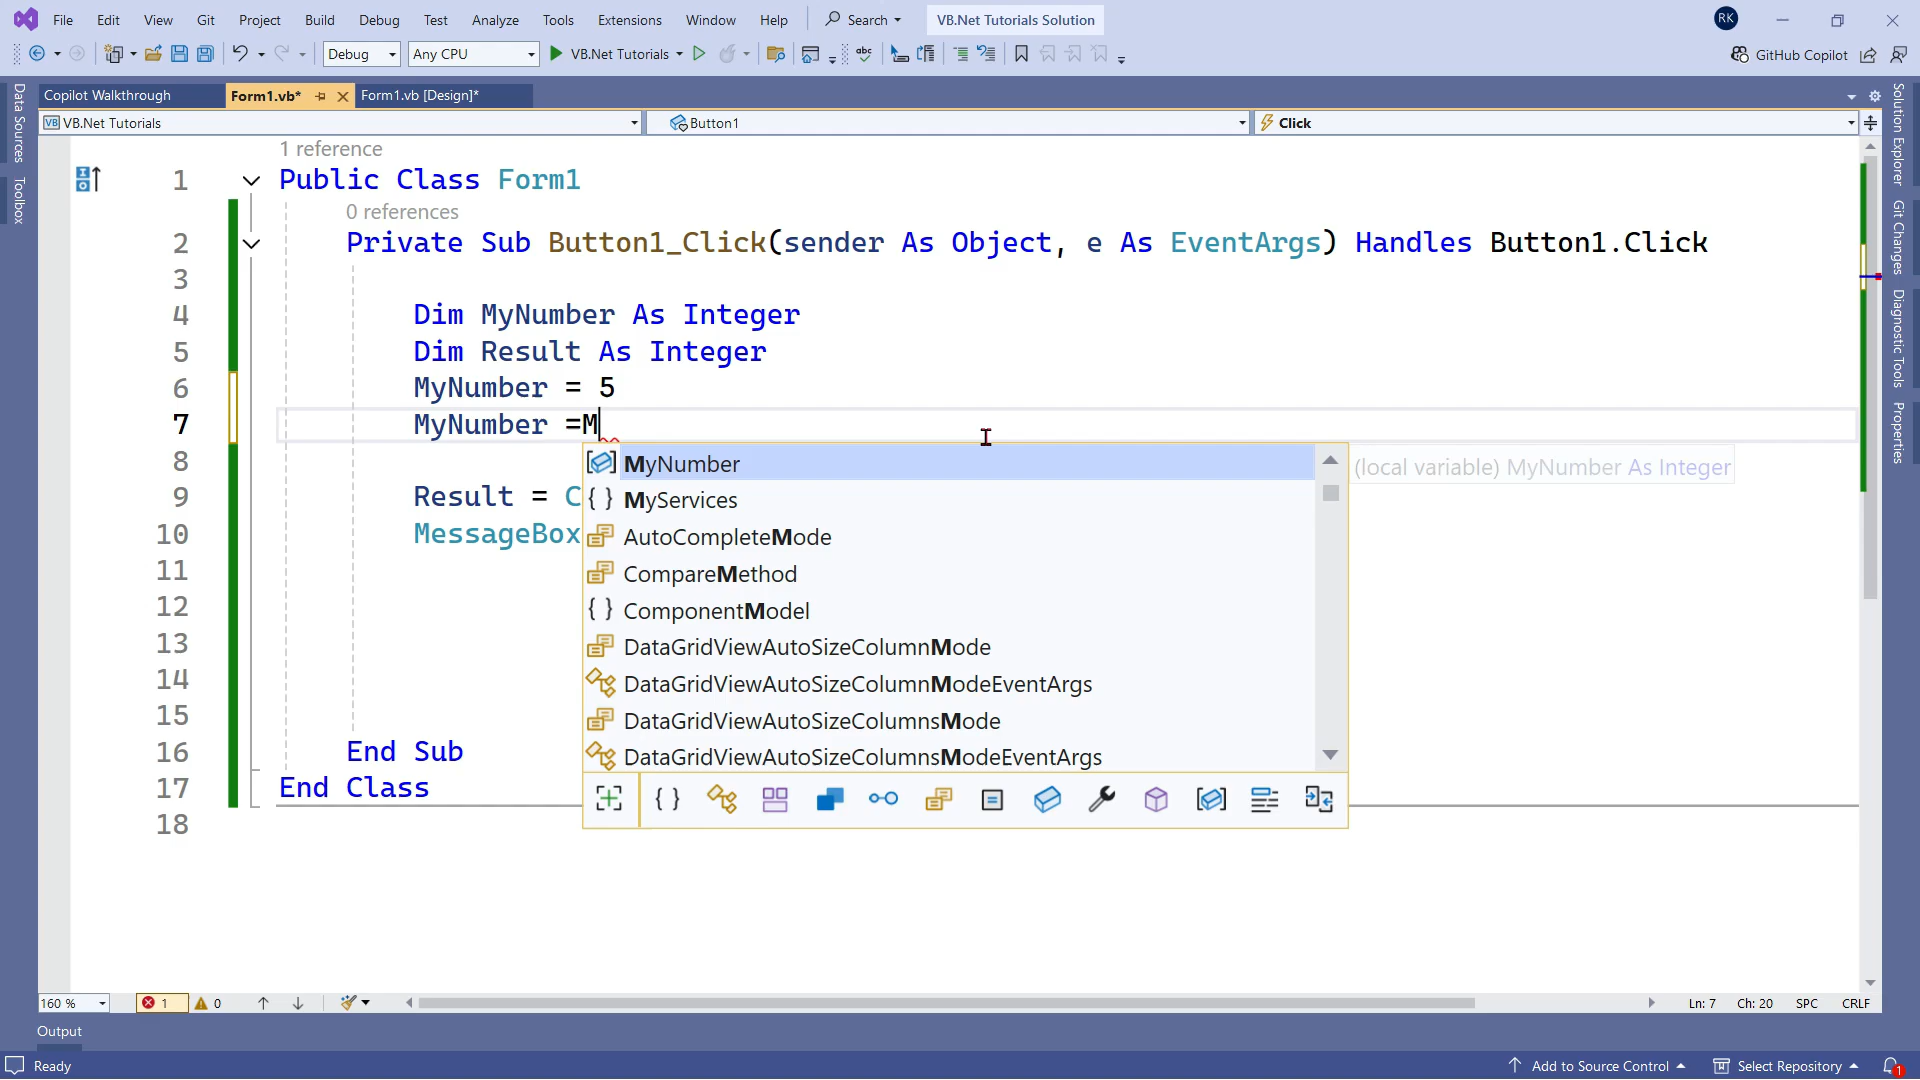 File Edit View Git Project Build Debug Test Analyze Tools Extensions Window Help Search VB.Net Tutorials Solution RK
Debug Any CPU VB.Net Tutorials abc GitHub Copilot
Copilot Walkthrough Form1.vb* Form1.vb [Design]*
VB VB.Net Tutorials Button1 Click
Data Sources
Toolbox
Solution Explorer
Git Changes
Diagnostic Tools
Properties
1 reference
1 Public Class Form1
0 references
2 Private Sub Button1_Click(sender As Object, e As EventArgs) Handles Button1.Click
3
4 Dim MyNumber As Integer
5 Dim Result As Integer
6 MyNumber = 5
7 MyNumber =M
8 MyNumber (local variable) MyNumber As Integer
MyServices
9 Result = C
10 MessageBox AutoCompleteMode
11 CompareMethod
12 ComponentModel
13 DataGridViewAutoSizeColumnMode
14 DataGridViewAutoSizeColumnModeEventArgs
15 DataGridViewAutoSizeColumnsMode
16 End Sub DataGridViewAutoSizeColumnsModeEventArgs
17 End Class
18
160 % 1 0 Ln: 7 Ch: 20 SPC CRLF
Output
Ready Add to Source Control Select Repository 1